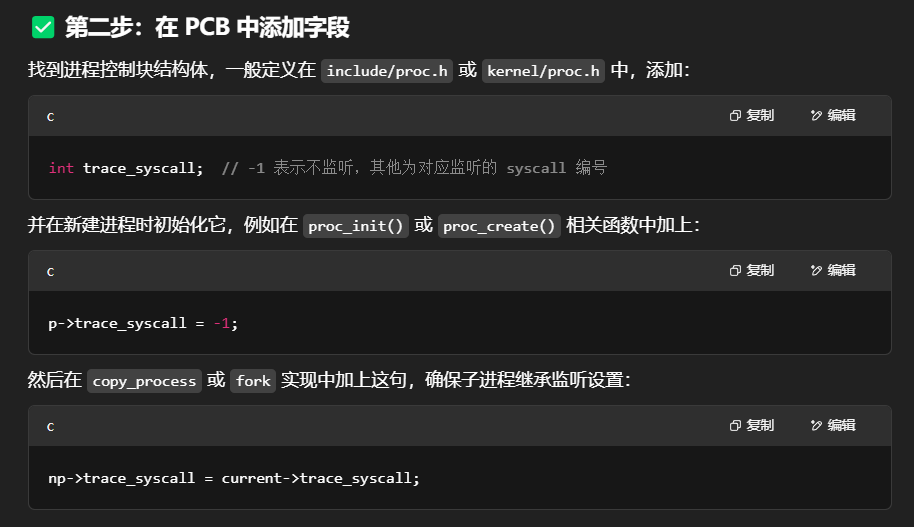 ✅ 第二步：在 PCB 中添加字段
找到进程控制块结构体，一般定义在 include/proc.h 或 kernel/proc.h 中，添加：
c 复制 编辑
int trace_syscall;  // -1 表示不监听，其他为对应监听的 syscall 编号
并在新建进程时初始化它，例如在 proc_init() 或 proc_create() 相关函数中加上：
c 复制 编辑
p->trace_syscall = -1;
然后在 copy_process 或 fork 实现中加上这句，确保子进程继承监听设置：
c 复制 编辑
np->trace_syscall = current->trace_syscall;